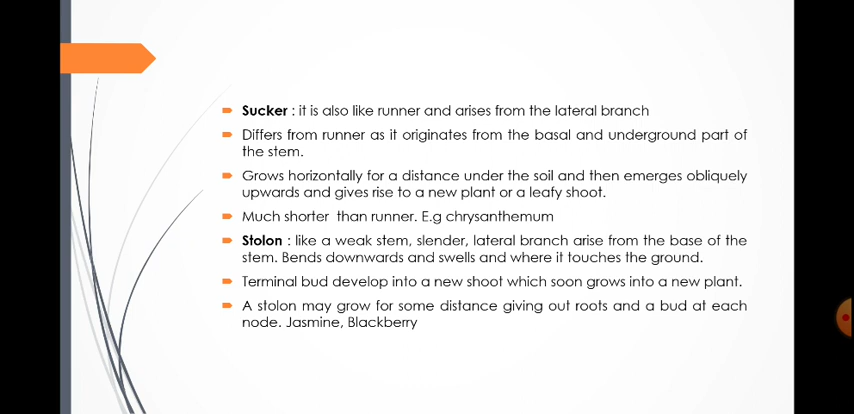 Sucker : it is also like runner and arises from the lateral branch
Differs from runner as it originates from the basal and underground part of
the stem.
Grows horizontally for a distance under the soil and then emerges obliquely
upwards and gives rise to a new plant or a leafy shoot.
Much shorter than runner. E.g chrysanthemum
Stolon : like a weak stem, slender, lateral branch arise from the base of the
stem. Bends downwards and swells and where it touches the ground.
Terminal bud develop into a new shoot which soon grows into a new plant.
A stolon may grow for some distance giving out roots and a bud at each
node. Jasmine, Blackberry